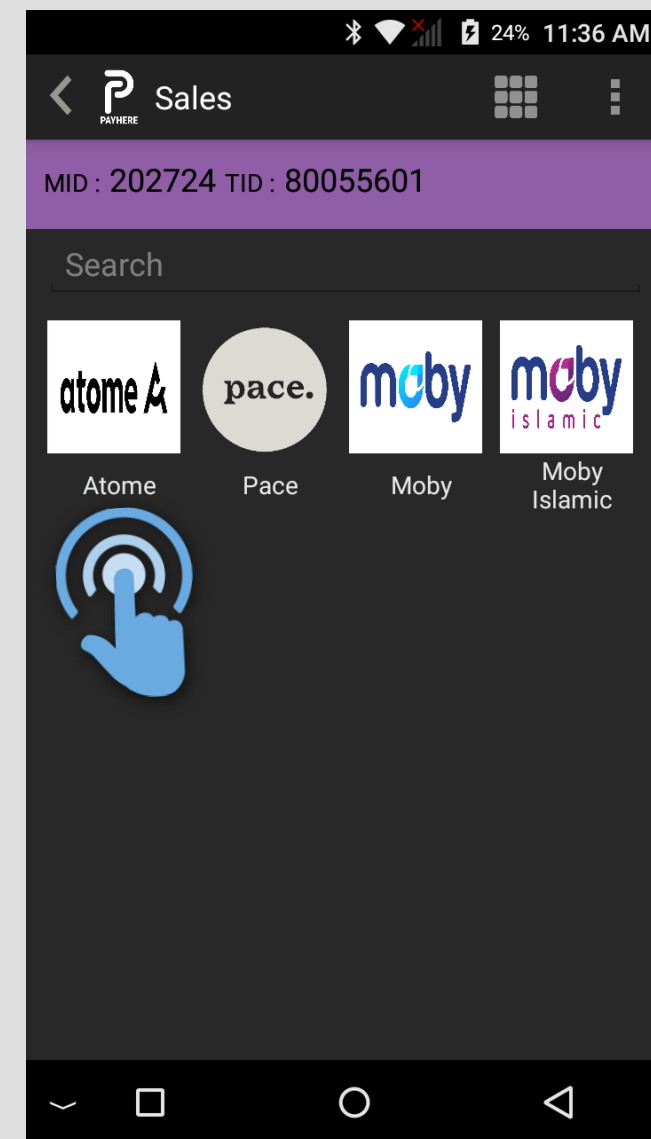 24% 11:36 AM
PAYHERE Sales
MID : 202724 TID : 80055601
Search
atome A pace. moby moby
islamic
Atome Pace Moby Moby
Islamic